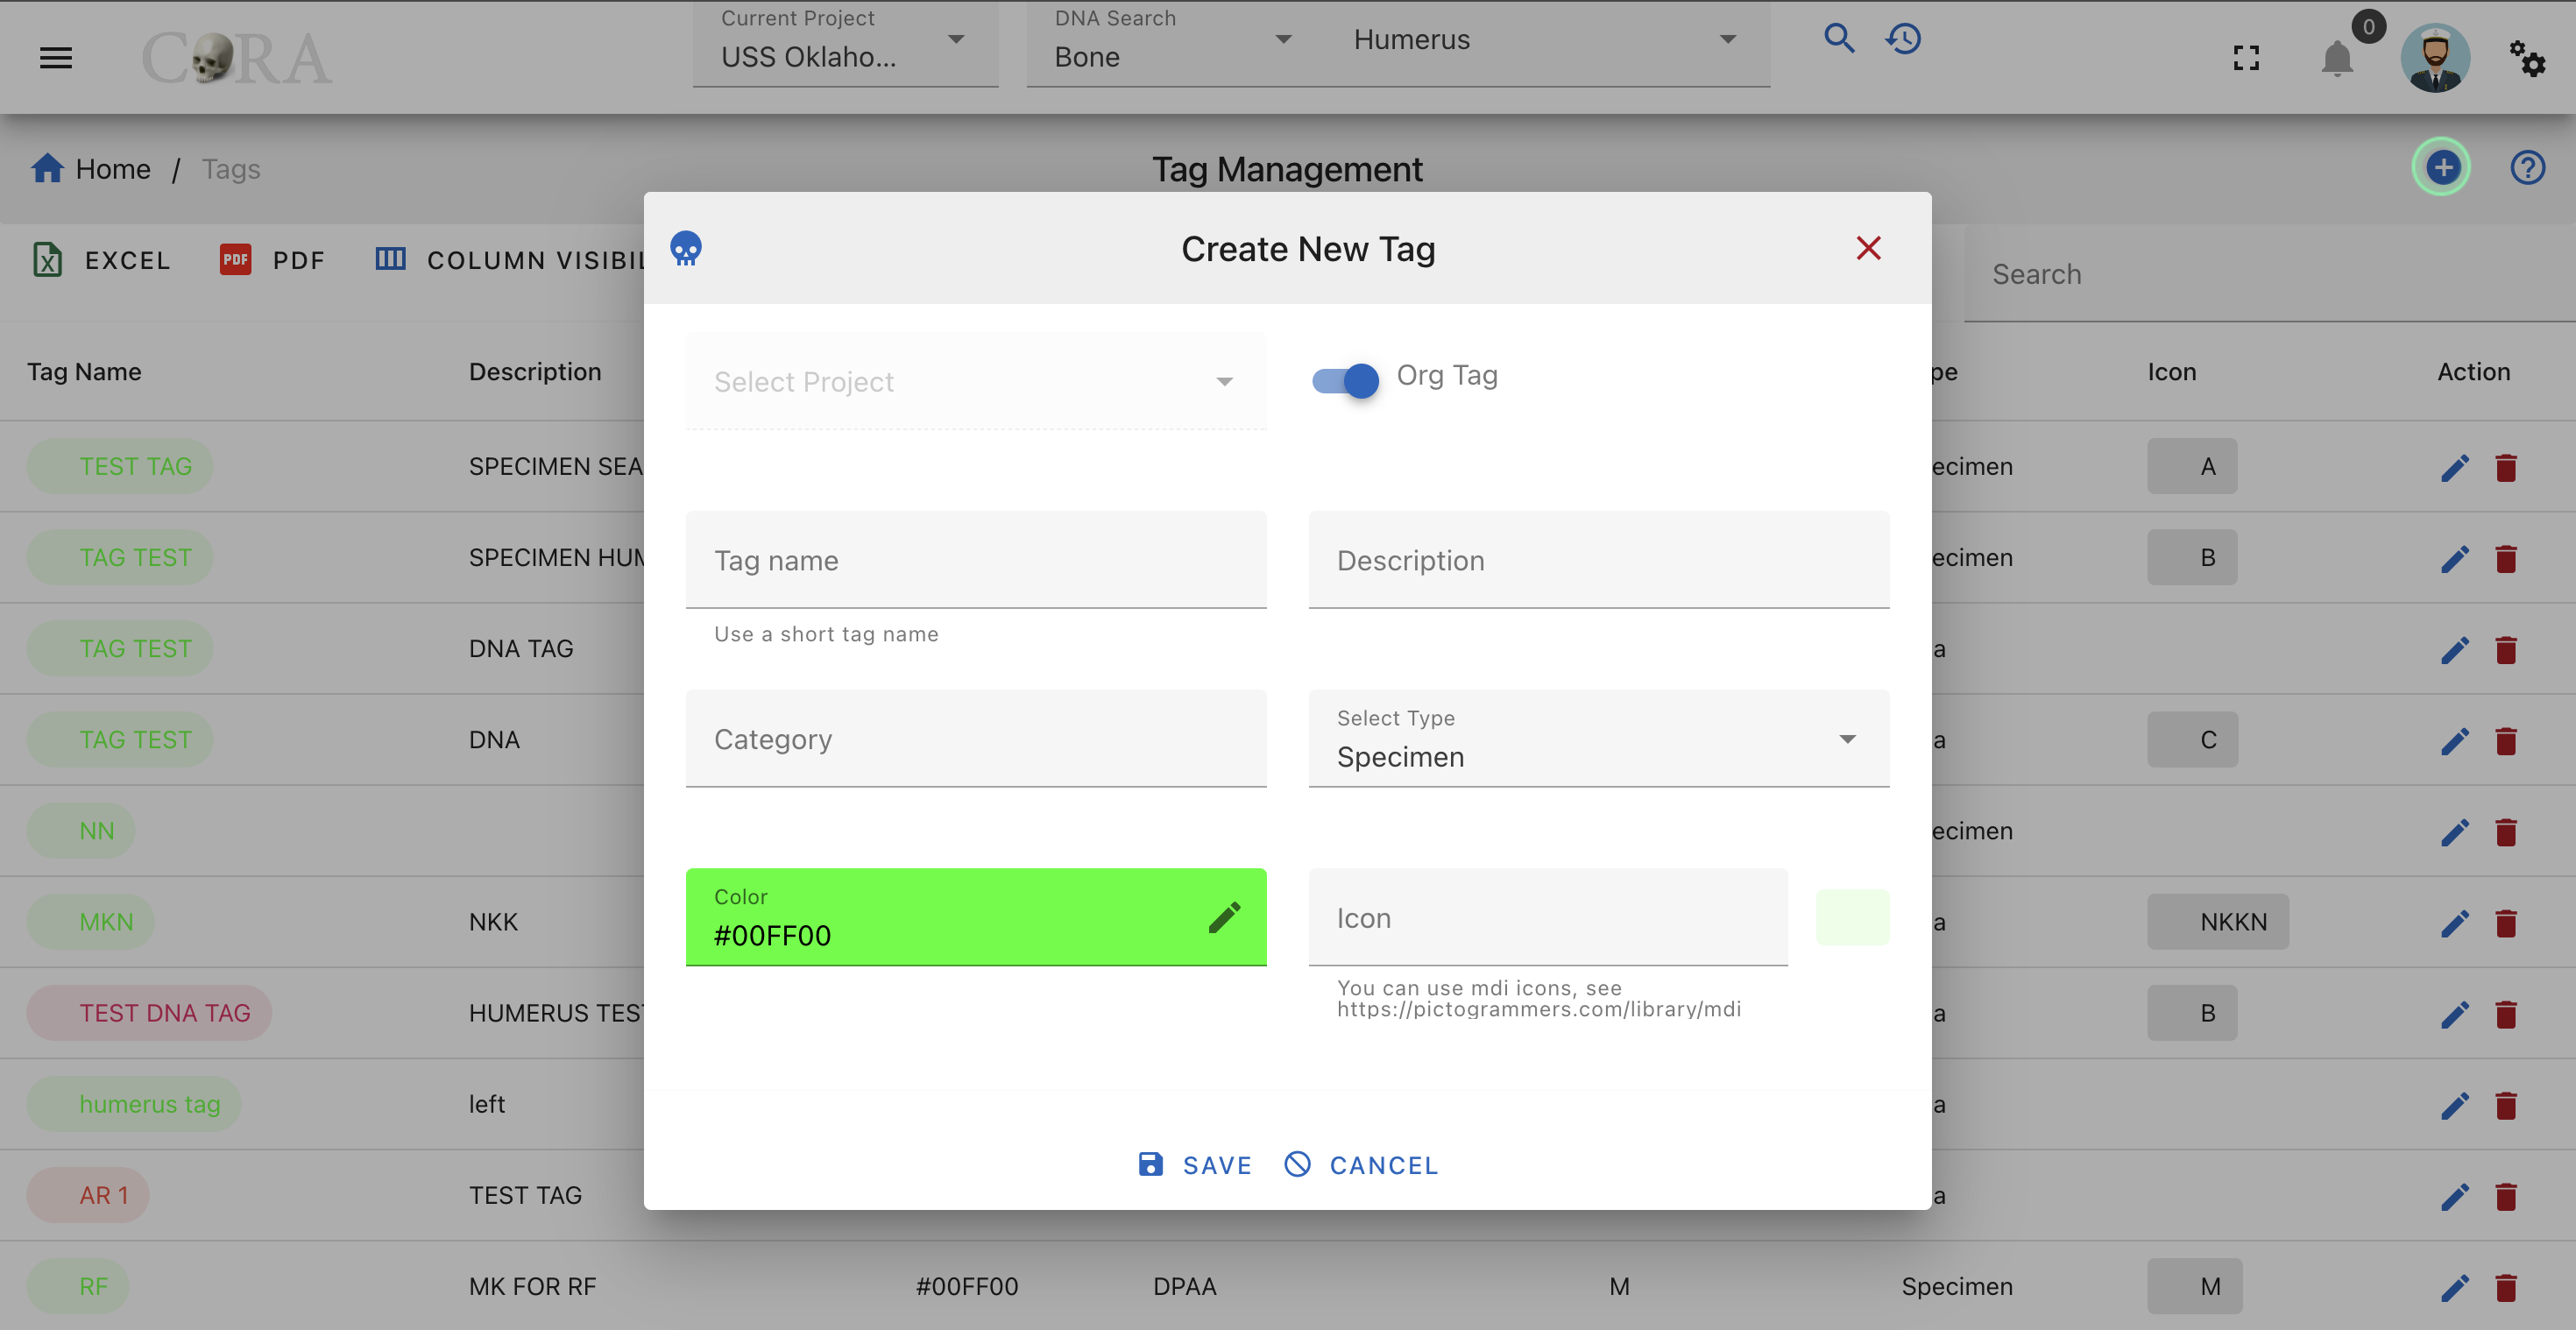 CORA
Current Project
USS Oklaho...
DNA Search
Bone
Humerus
0
Home / Tags
Tag Management
EXCEL
PDF
PDF
COLUMN VISIBIL
Search
Create New Tag
Select Project
Org Tag
Tag name
Use a short tag name
Description
Category
Select Type
Specimen
Color
#00FF00
Icon
You can use mdi icons, see
https://pictogrammers.com/library/mdi
SAVE
CANCEL
Tag Name Description pe Icon Action
TEST TAG SPECIMEN SEA ecimen A
TAG TEST SPECIMEN HUM ecimen B
TAG TEST DNA TAG a
TAG TEST DNA a C
NN ecimen
MKN NKK a NKKN
TEST DNA TAG HUMERUS TES a B
humerus tag left a
AR 1 TEST TAG a
RF MK FOR RF #00FF00 DPAA M Specimen M